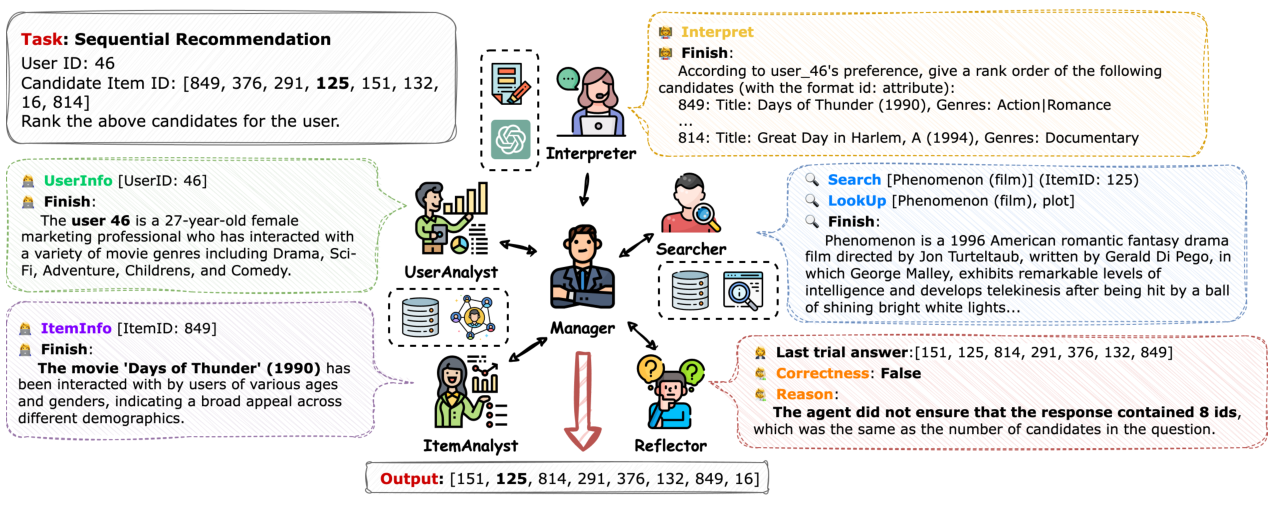 Task: Sequential Recommendation
User ID: 46
Candidate Item ID: [849, 376, 291, 125, 151, 132,
16, 814]
Rank the above candidates for the user.
Interpreter
Interpret
Finish:
According to user_46's preference, give a rank order of the following
candidates (with the format id: attribute):
849: Title: Days of Thunder (1990), Genres: Action|Romance
...
814: Title: Great Day in Harlem, A (1994), Genres: Documentary
UserInfo [UserID: 46]
Finish:
The user 46 is a 27-year-old female
marketing professional who has interacted with
a variety of movie genres including Drama, Sci-
Fi, Adventure, Childrens, and Comedy.
UserAnalyst
Searcher
Search [Phenomenon (film)] (ItemID: 125)
LookUp [Phenomenon (film), plot]
Finish:
Phenomenon is a 1996 American romantic fantasy drama
film directed by Jon Turteltaub, written by Gerald Di Pego, in
which George Malley, exhibits remarkable levels of
intelligence and develops telekinesis after being hit by a ball
of shining bright white lights...
Manager
ItemInfo [ItemID: 849]
Finish:
The movie 'Days of Thunder' (1990) has
been interacted with by users of various ages
and genders, indicating a broad appeal across
different demographics.
ItemAnalyst
Reflector
Last trial answer:[151, 125, 814, 291, 376, 132, 849]
Correctness: False
Reason:
The agent did not ensure that the response contained 8 ids,
which was the same as the number of candidates in the question.
Output: [151, 125, 814, 291, 376, 132, 849, 16]